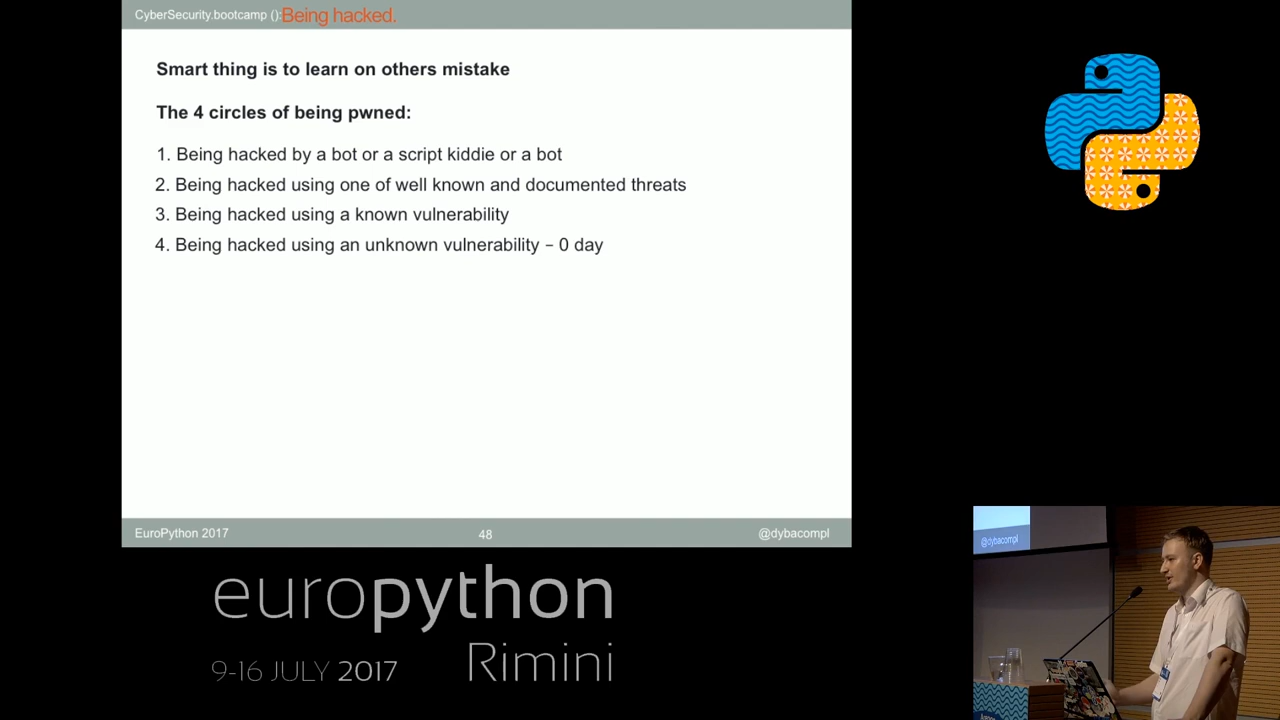 CyberSecurity.bootcamp ():Being hacked.
Smart thing is to learn on others mistake
The 4 circles of being pwned:
1. Being hacked by a bot or a script kiddie or a bot
2. Being hacked using one of well known and documented threats
3. Being hacked using a known vulnerability
4. Being hacked using an unknown vulnerability – 0 day
EuroPython 2017
48
@dybacompl
europython
Rimini
9-16 JULY 2017
@dybacompl